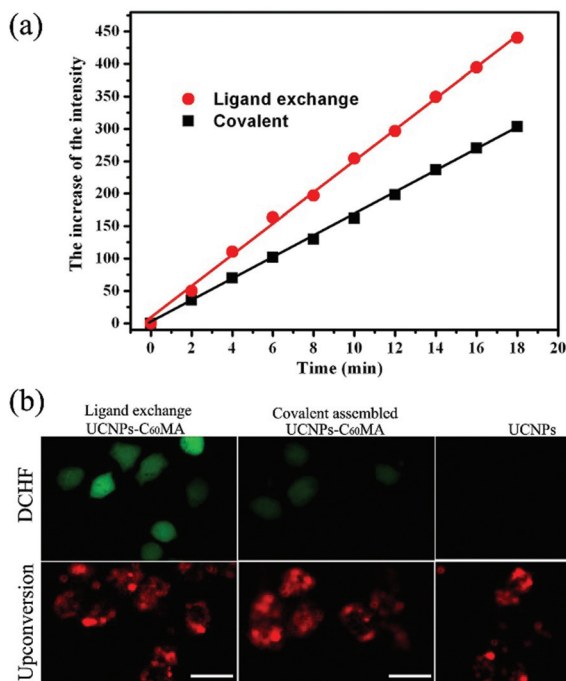 (a)
The increase of the intensity
450
400
350
300
250
200
150
100
50
0
Ligand exchange
Covalent
0 2 4 6 8 10 12 14 16 18 20
Time (min)
(b)
Ligand exchange
UCNPs-C₆₀MA
Covalent assembled
UCNPs-C₆₀MA
UCNPs
DCHF
Upconversion